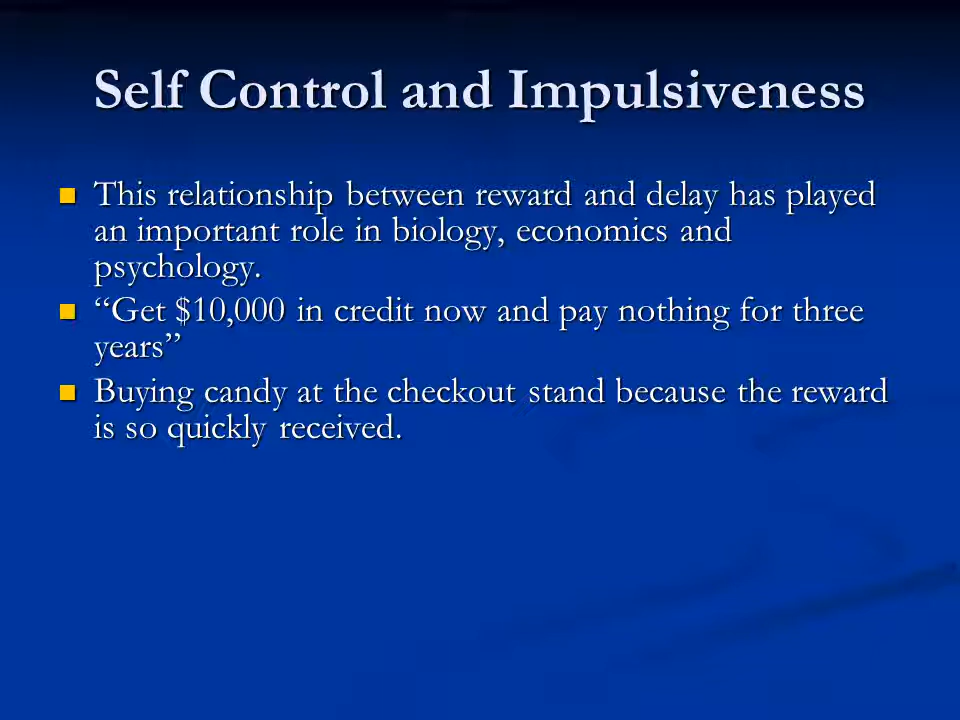 Self Control and Impulsiveness
This relationship between reward and delay has played
an important role in biology, economics and
psychology.
“Get $10,000 in credit now and pay nothing for three
years”
Buying candy at the checkout stand because the reward
is so quickly received.